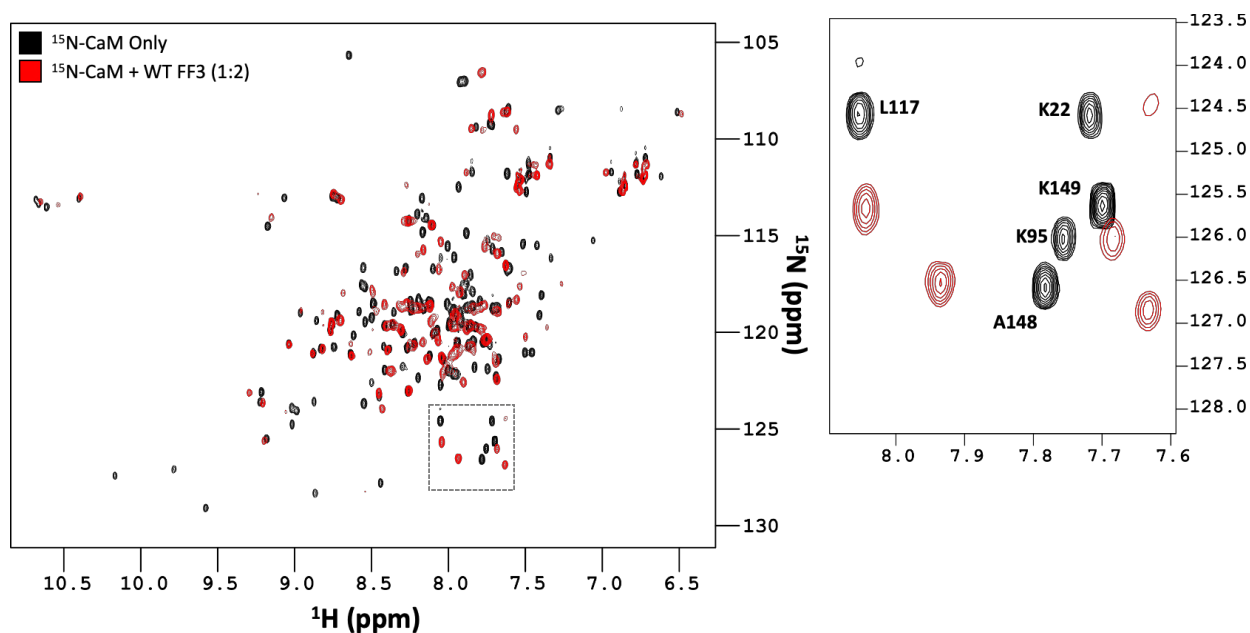 ¹⁵N-CaM Only
¹⁵N-CaM + WT FF3 (1:2)
105
110
115
120
125
130
¹⁵N (ppm)
10.5 10.0 9.5 9.0 8.5 8.0 7.5 7.0 6.5
¹H (ppm)
L117
K22
K149
K95
A148
123.5
124.0
124.5
125.0
125.5
126.0
126.5
127.0
127.5
128.0
8.0 7.9 7.8 7.7 7.6